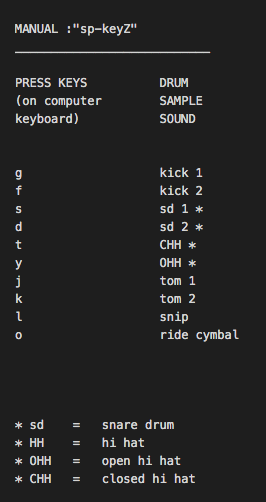 MANUAL :"sp-keyZ"
___________________________
PRESS KEYS          DRUM
(on computer        SAMPLE
keyboard)           SOUND
g                   kick 1
f                   kick 2
s                   sd 1 *
d                   sd 2 *
t                   CHH *
y                   OHH *
j                   tom 1
k                   tom 2
l                   snip
o                   ride cymbal
* sd    =   snare drum
* HH    =   hi hat
* OHH   =   open hi hat
* CHH   =   closed hi hat